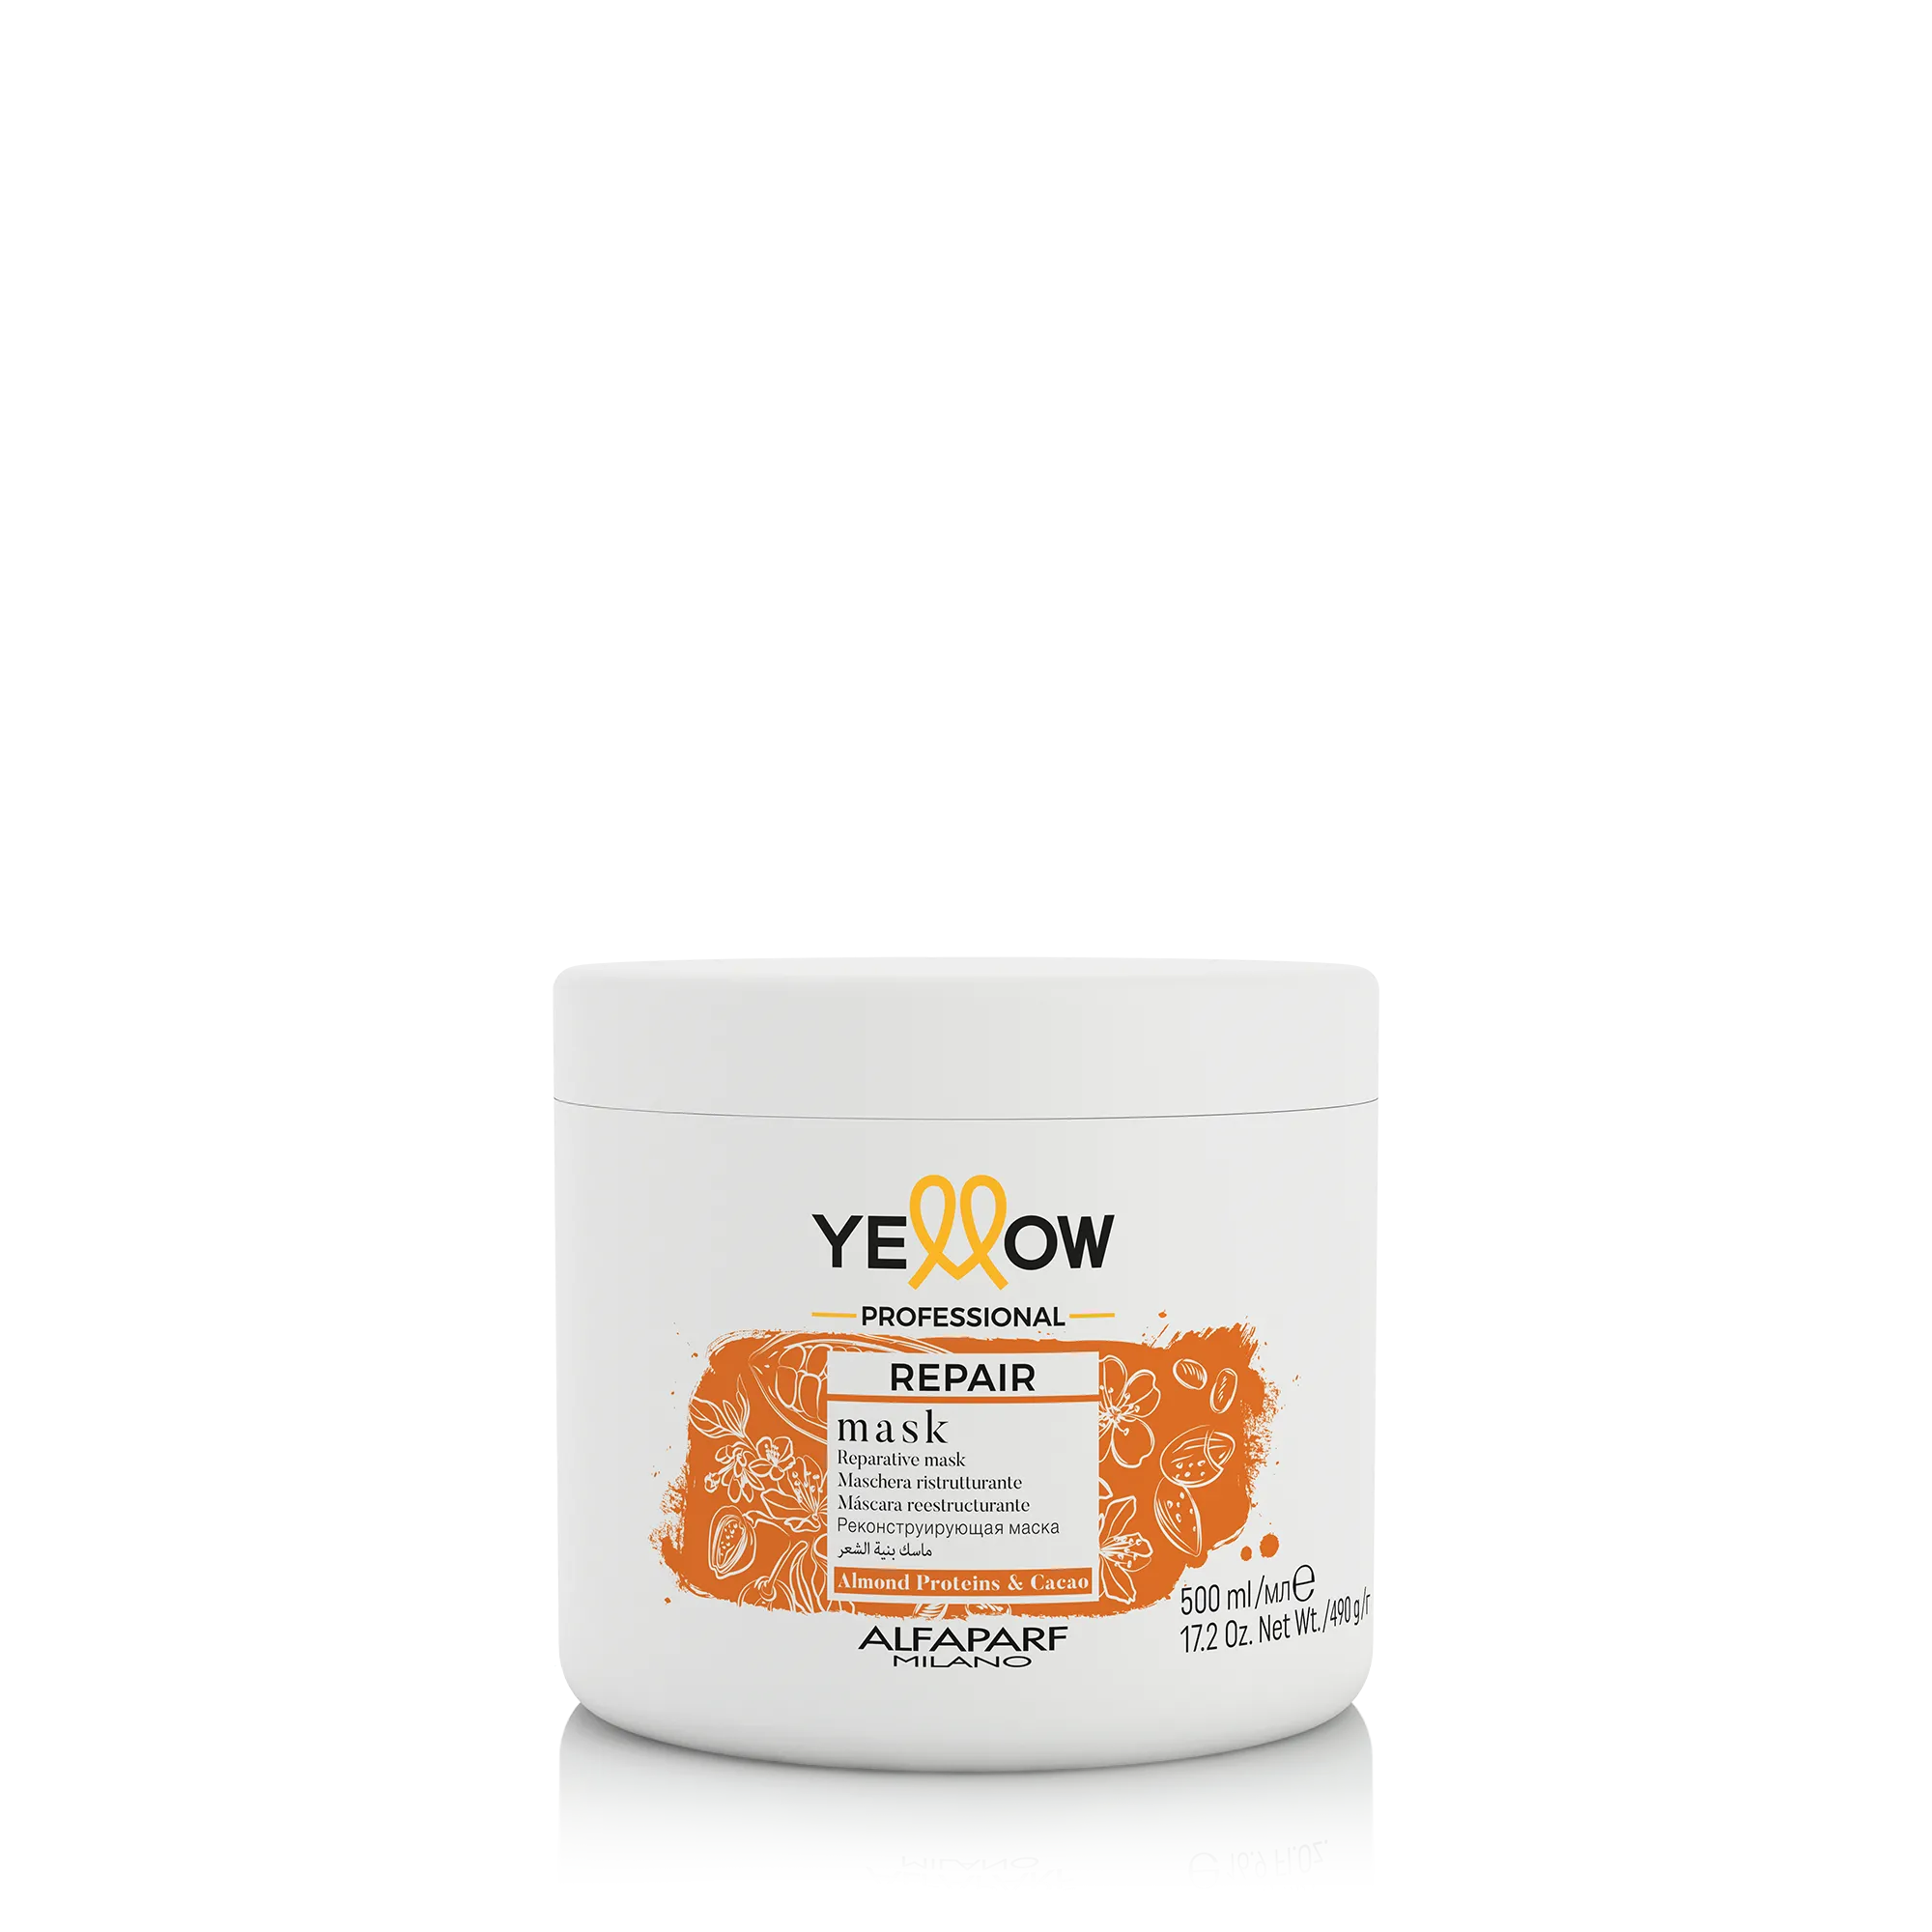 YELLOW
PROFESSIONAL
REPAIR
mask
Reparative mask
Maschera ristrutturante
Máscara reestructurante
Реконструирующая маска
ماسك بنية الشعر
Almond Proteins & Cacao
500 ml/мл e
17.2 Oz. Net Wt./490 g/г
ALFAPARF
MILANO